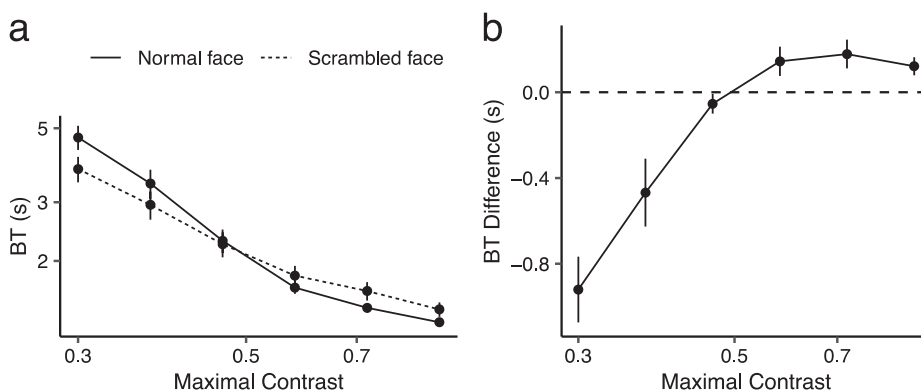 a
Normal face
Scrambled face
5
3
2
BT (s)
0.3
0.5
0.7
Maximal Contrast
b
0.0
−0.4
−0.8
BT Difference (s)
0.3
0.5
0.7
Maximal Contrast